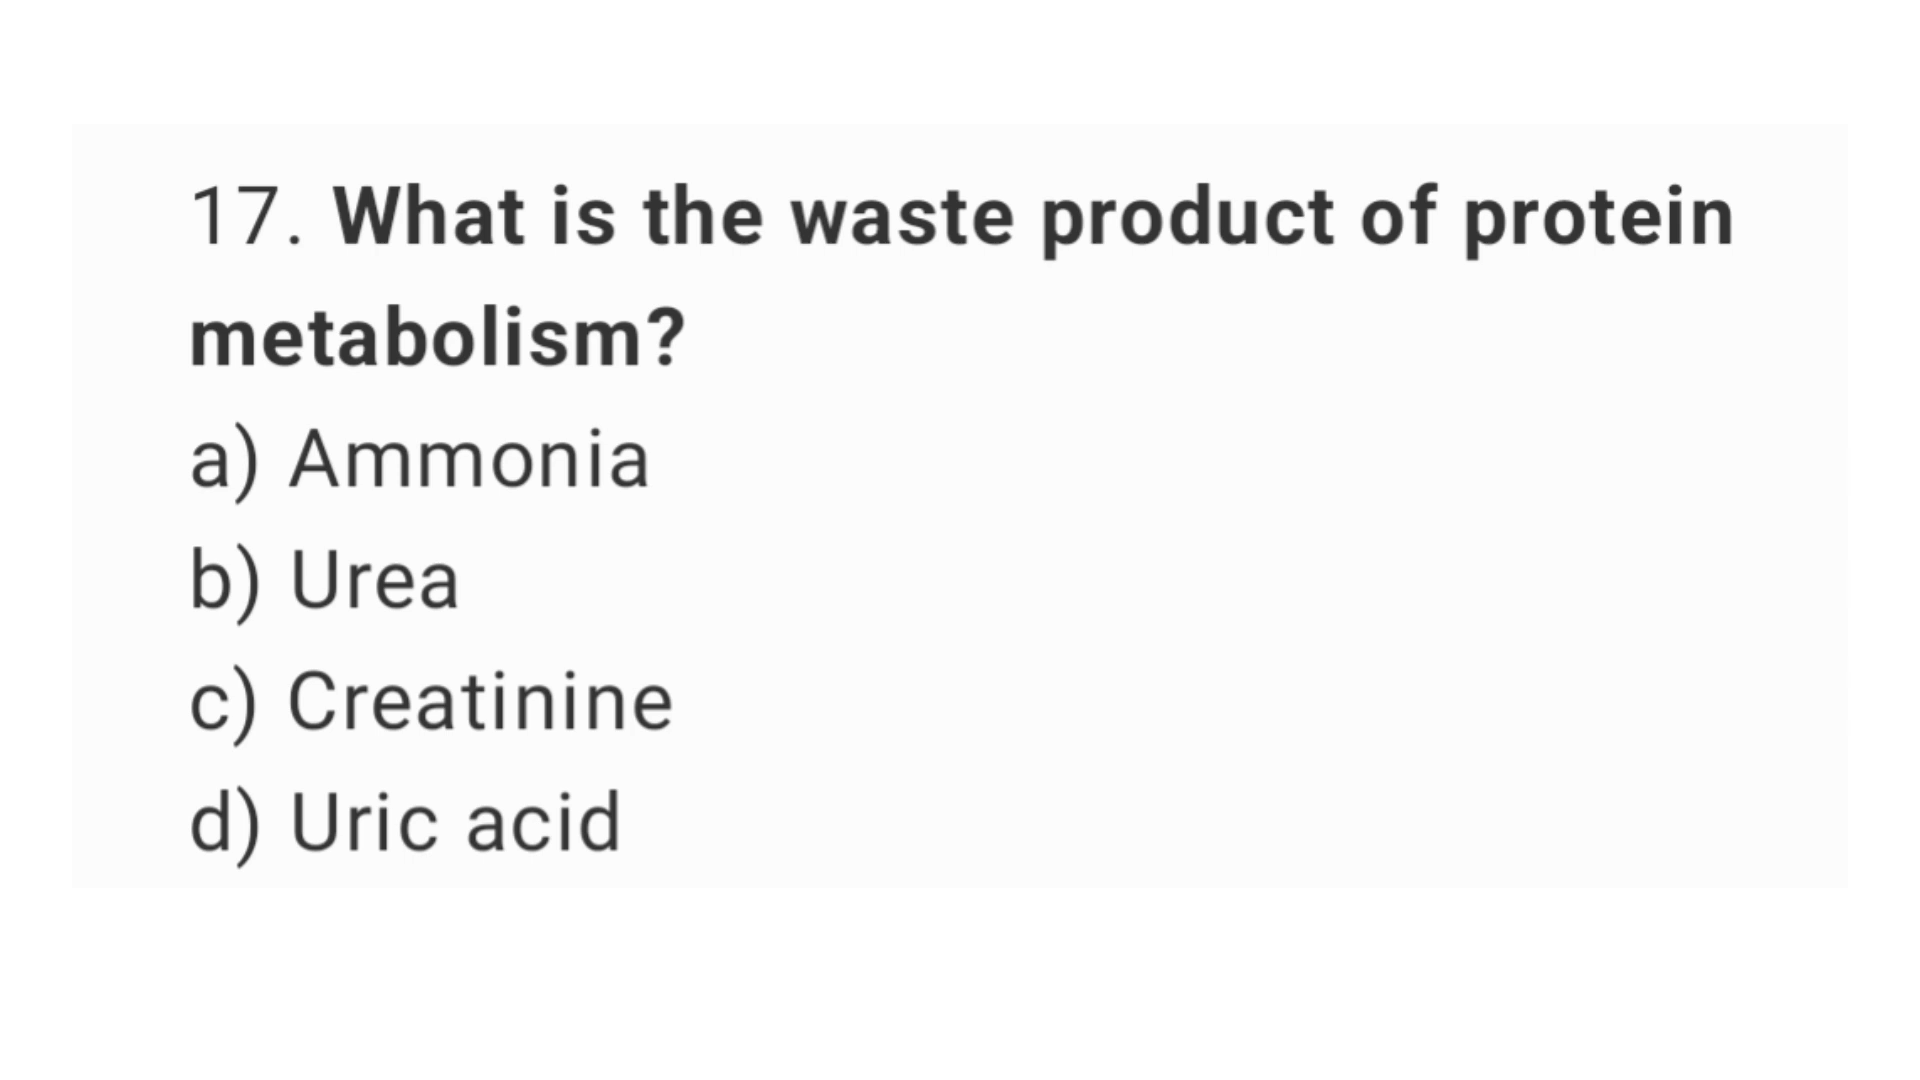 17. What is the waste product of protein
metabolism?
a) Ammonia
b) Urea
c) Creatinine
d) Uric acid